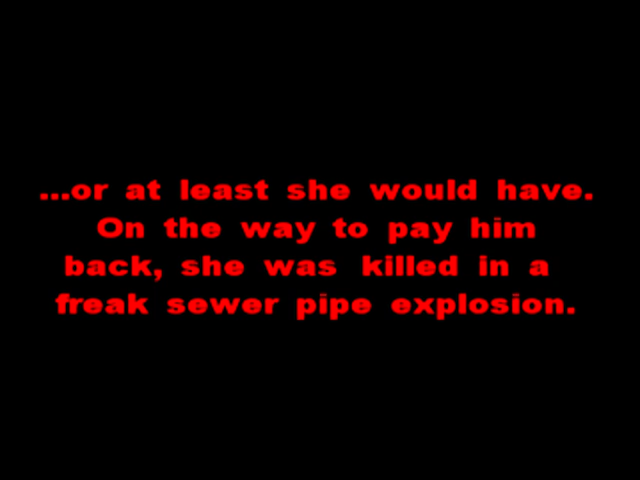 ...or at least she would have.
On the way to pay him
back, she was killed in a
freak sewer pipe explosion.